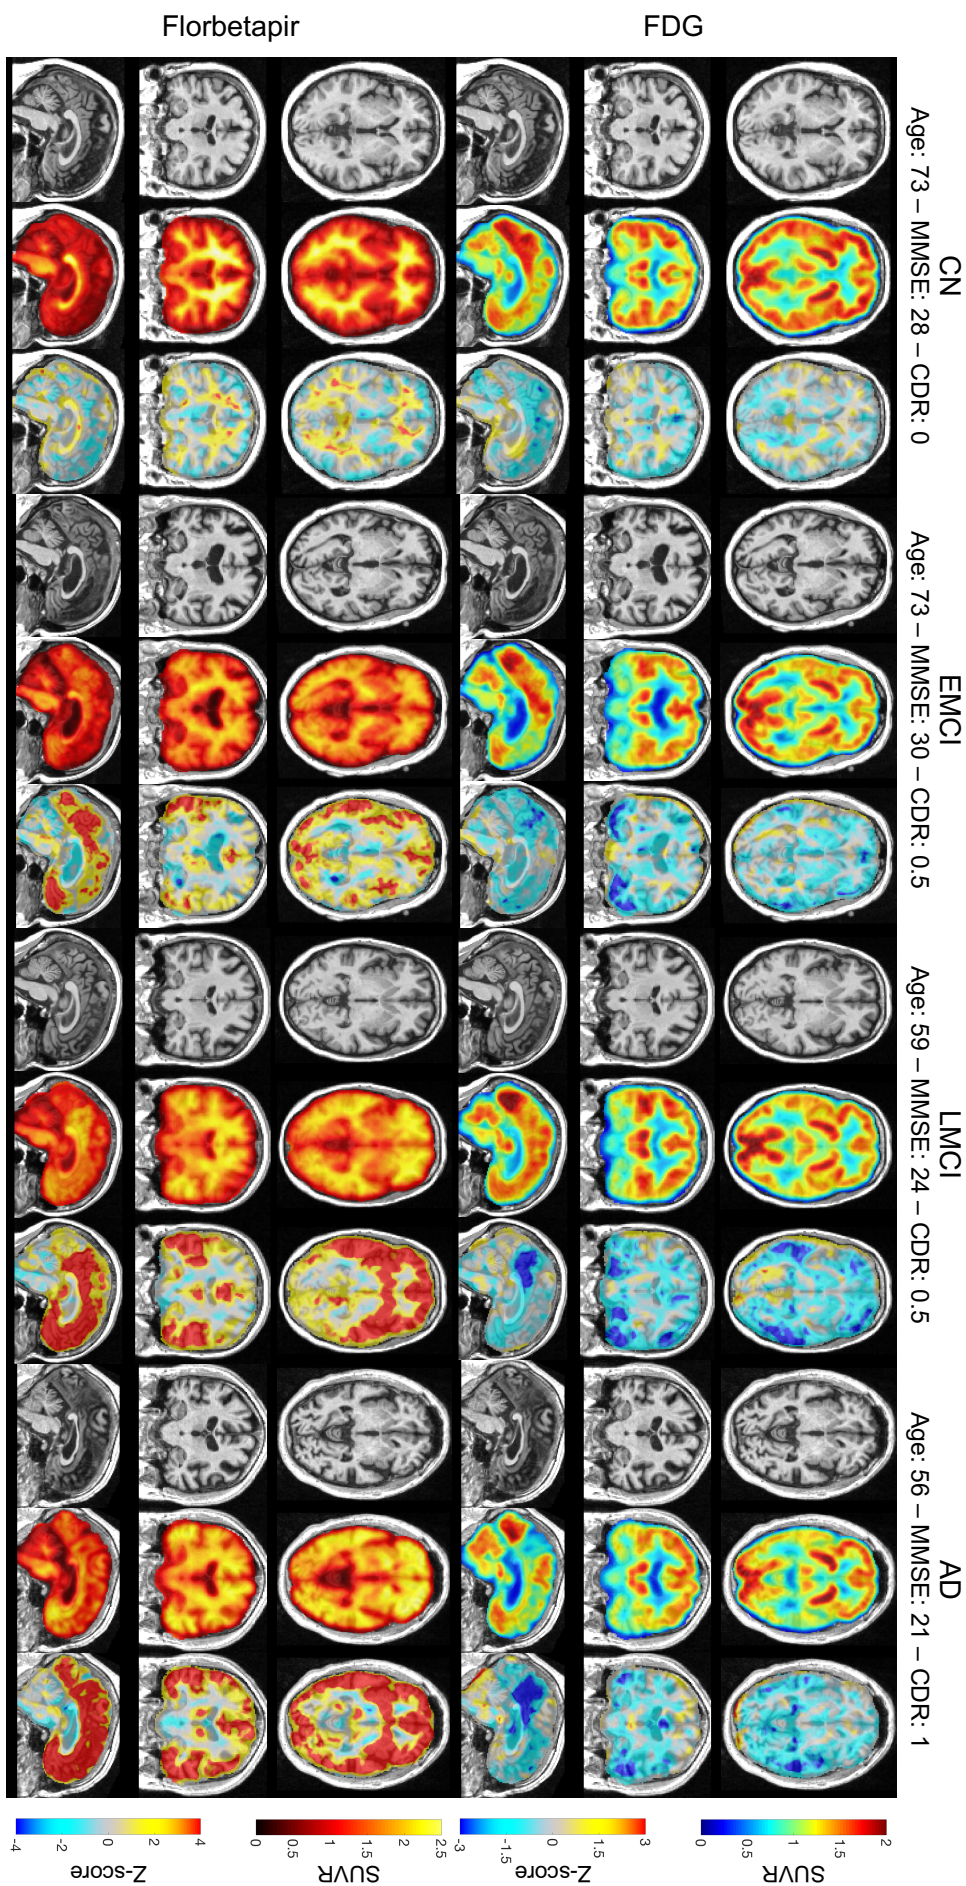 Florbetapir
FDG
CN
Age: 73 – MMSE: 28 – CDR: 0
EMCI
Age: 73 – MMSE: 30 – CDR: 0.5
LMCI
Age: 59 – MMSE: 24 – CDR: 0.5
AD
Age: 56 – MMSE: 21 – CDR: 1
-4 -2 0 2 4
Z-score
0 0.5 1 1.5 2 2.5
SUVR
-3 -1.5 0 1.5 3
Z-score
0 0.5 1 1.5 2
SUVR